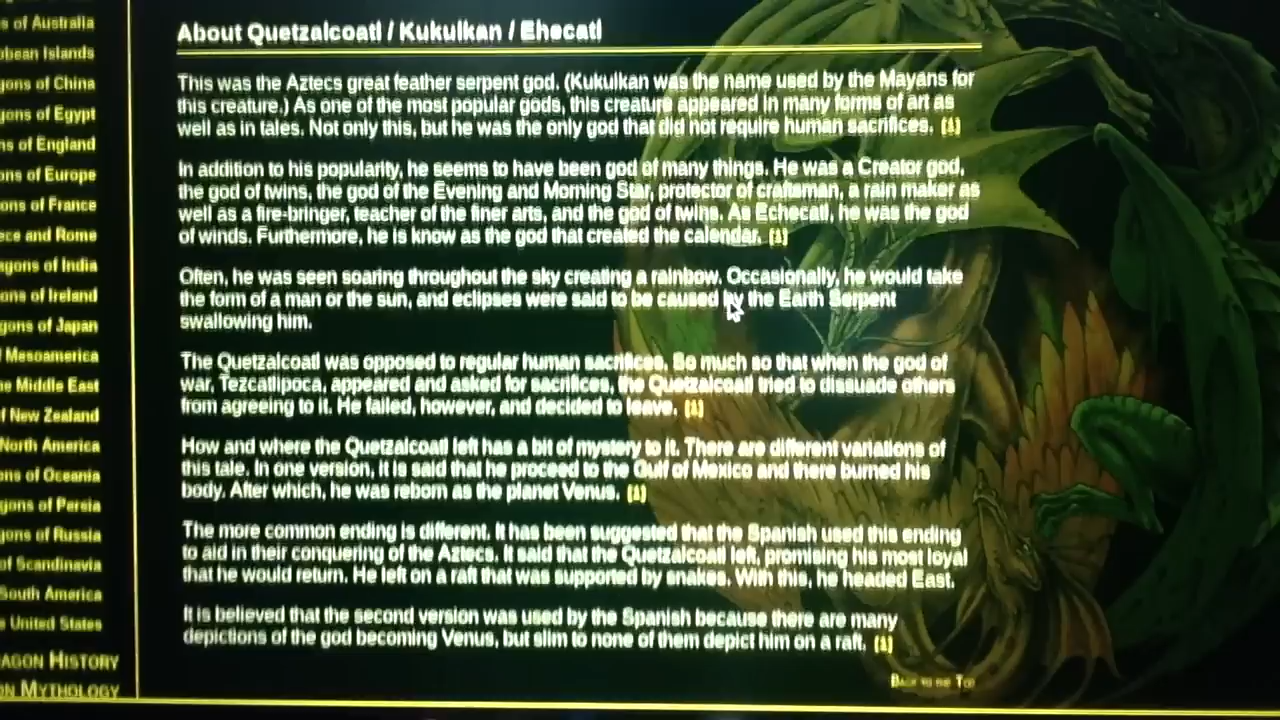 About Quetzalcoatl / Kukulkan / Ehecatl
This was the Aztecs great feather serpent god. (Kukulkan was the name used by the Mayans for
this creature.) As one of the most popular gods, this creature appeared in many forms of art as
well as in tales. Not only this, but he was the only god that did not require human sacrifices. [1]
In addition to his popularity, he seems to have been god of many things. He was a Creator god,
the god of twins, the god of the Evening and Morning Star, protector of craftsman, a rain maker as
well as a fire-bringer, teacher of the finer arts, and the god of twins. As Echecatl, he was the god
of winds. Furthermore, he is know as the god that created the calendar. [1]
Often, he was seen soaring throughout the sky creating a rainbow. Occasionally, he would take
the form of a man or the sun, and eclipses were said to be caused by the Earth Serpent
swallowing him.
The Quetzalcoatl was opposed to regular human sacrifices. So much so that when the god of
war, Tezcatlipoca, appeared and asked for sacrifices, the Quetzalcoatl tried to dissuade others
from agreeing to it. He failed, however, and decided to leave. [1]
How and where the Quetzalcoatl left has a bit of mystery to it. There are different variations of
this tale. In one version, it is said that he proceed to the Gulf of Mexico and there burned his
body. After which, he was reborn as the planet Venus. [1]
The more common ending is different. It has been suggested that the Spanish used this ending
to aid in their conquering of the Aztecs. It said that the Quetzalcoatl left, promising his most loyal
that he would return. He left on a raft that was supported by snakes. With this, he headed East.
It is believed that the second version was used by the Spanish because there are many
depictions of the god becoming Venus, but slim to none of them depict him on a raft. [1]
Back to the Top
s of Australia
bbean Islands
gons of China
gons of Egypt
ns of England
ons of Europe
ons of France
ece and Rome
agons of India
ons of Ireland
ons of Japan
f Mesoamerica
he Middle East
f New Zealand
North America
ons of Oceania
gons of Persia
gons of Russia
of Scandinavia
South America
e United States
agon History
on Mythology